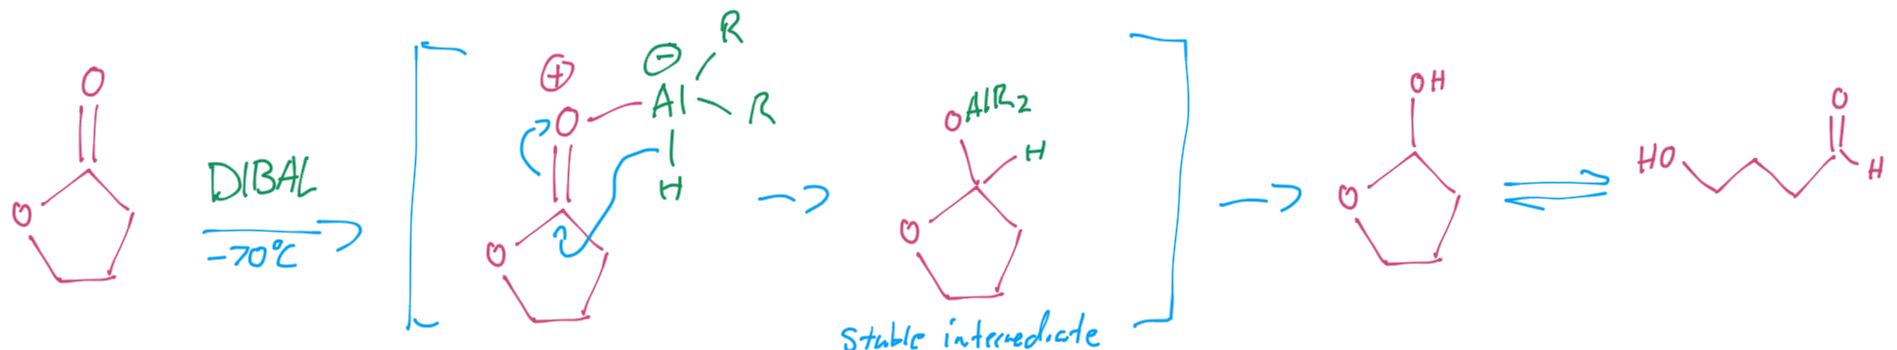 O
O
DIBAL
-70°C
⊕
O
⊖
Al
R
R
H
O
OAlR2
H
O
stable intermediate
OH
O
HO
O
H